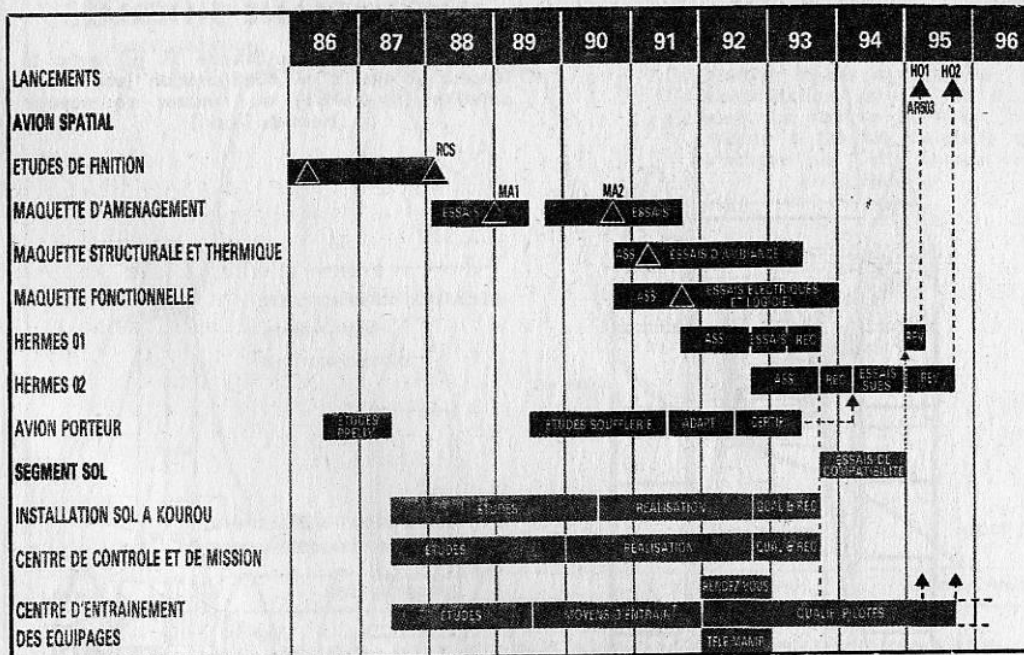 86 87 88 89 90 91 92 93 94 95 96
LANCEMENTS HO1 HO2
AR503
AVION SPATIAL
ETUDES DE FINITION RCS
MAQUETTE D'AMENAGEMENT ESSAIS MA1 MA2 ESSAIS
MAQUETTE STRUCTURALE ET THERMIQUE ASS ESSAIS D'AMBIANCE
MAQUETTE FONCTIONNELLE ASS ESSAIS ELECTRIQUES
ET LOGICIEL
HERMES 01 ASS ESSAIS REC
HERMES 02 ASS REC ESSAIS
SUBS
AVION PORTEUR ETUDES
ETUDES SOUFFLERIE ADAPT CERTIF
SEGMENT SOL ESSAIS DE
COMPATIBILITE
INSTALLATION SOL A KOUROU ETUDES REALISATION QUAL & REC
CENTRE DE CONTROLE ET DE MISSION ETUDES REALISATION QUAL & REC
RENDEZ VOUS
CENTRE D'ENTRAINEMENT ETUDES MOYENS D'ENTRAIN QUALIF PILOTES
DES EQUIPAGES TELE MANIP